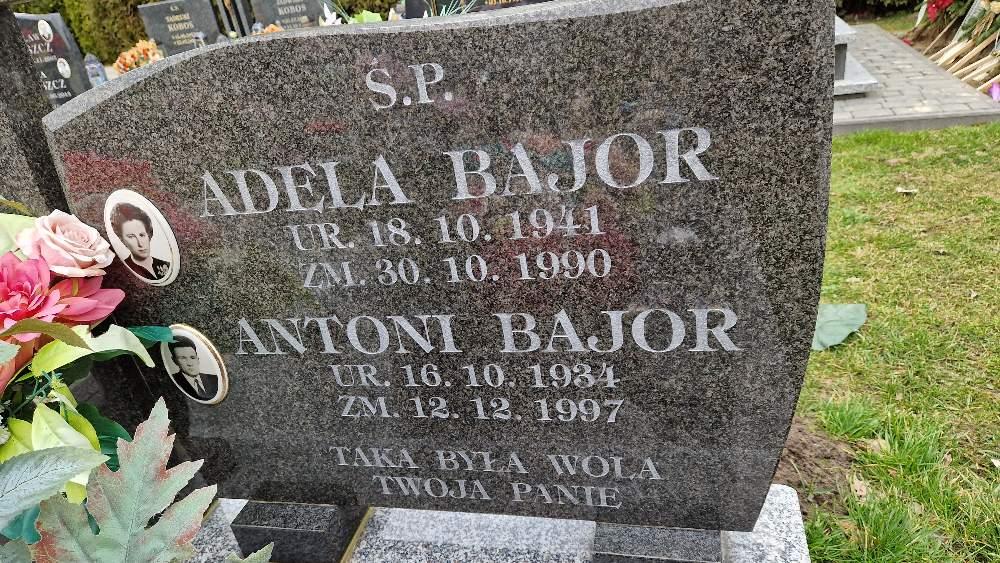 Ś.P.
ADELA BAJOR
UR. 18. 10. 1941
ZM. 30. 10. 1990
ANTONI BAJOR
UR. 16. 10. 1934
ZM. 12. 12. 1997
TAKA BYŁA WOLA
TWOJA PANIE
KOBOS